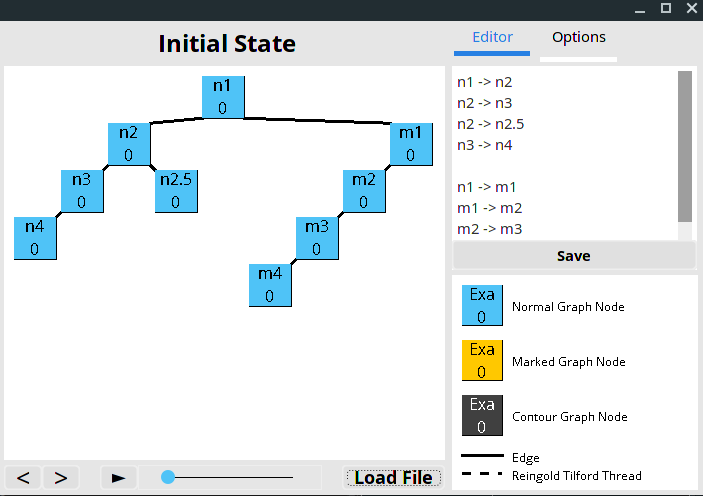 Initial State
Editor
Options
n1
0
n2
0
m1
0
n3
0
n2.5
0
m2
0
n4
0
m3
0
m4
0
n1 -> n2
n2 -> n3
n2 -> n2.5
n3 -> n4
n1 -> m1
m1 -> m2
m2 -> m3
Save
Exa
0
Normal Graph Node
Exa
0
Marked Graph Node
Exa
0
Contour Graph Node
Edge
Reingold Tilford Thread
<
>
Load File